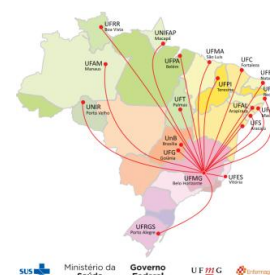 UFRR
Boa Vista
UNIFAP
Macapá
UFAM
Manaus
UFPA
Belém
UFMA
São Luís
UFC
Fortaleza
UFPI
Teresina
UNIR
Porto Velho
UFT
Palmas
UFAL
Arapiraca
UFS
Aracaju
UnB
Brasília
UFG
Goiânia
UFMG
Belo Horizonte
UFES
Vitória
UFRGS
Porto Alegre
SUS
Ministério da
Governo
UFMG